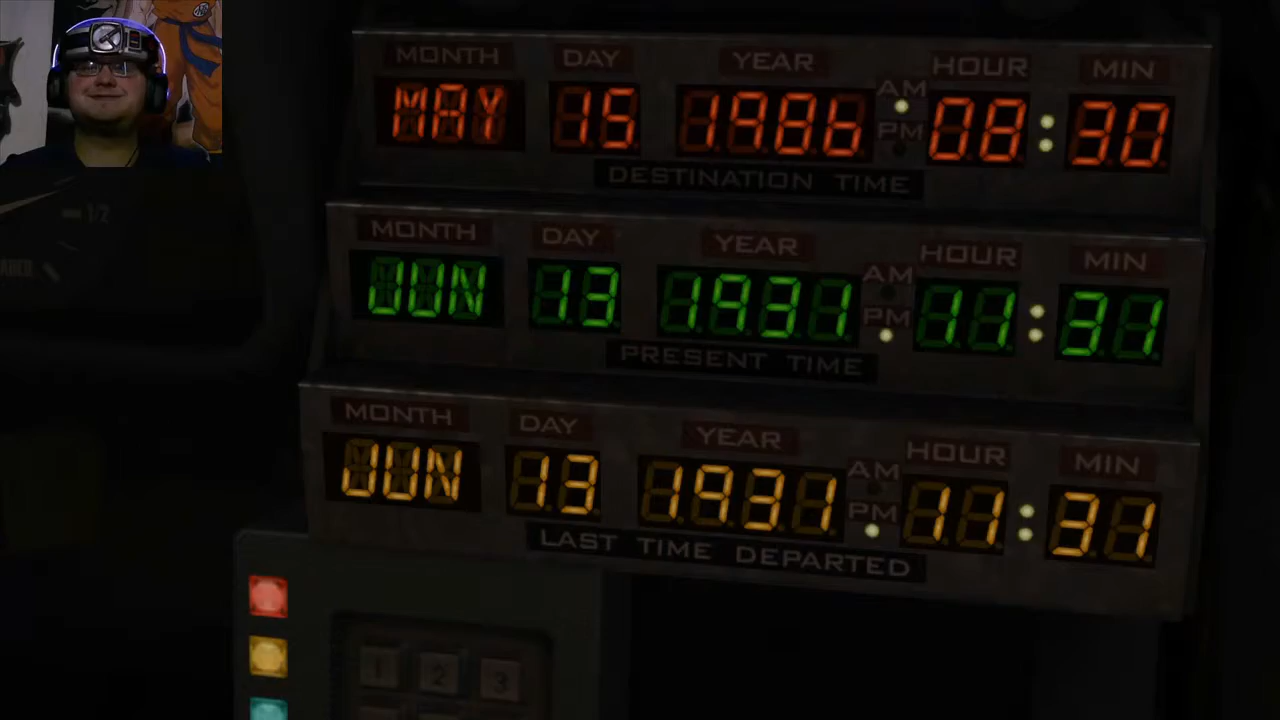 MONTH DAY YEAR AM PM HOUR MIN
MAY 15 1986 08:30
DESTINATION TIME
MONTH DAY YEAR AM PM HOUR MIN
JUN 13 1931 11:31
PRESENT TIME
MONTH DAY YEAR AM PM HOUR MIN
JUN 13 1931 11:31
LAST TIME DEPARTED
1/2
1 2 3